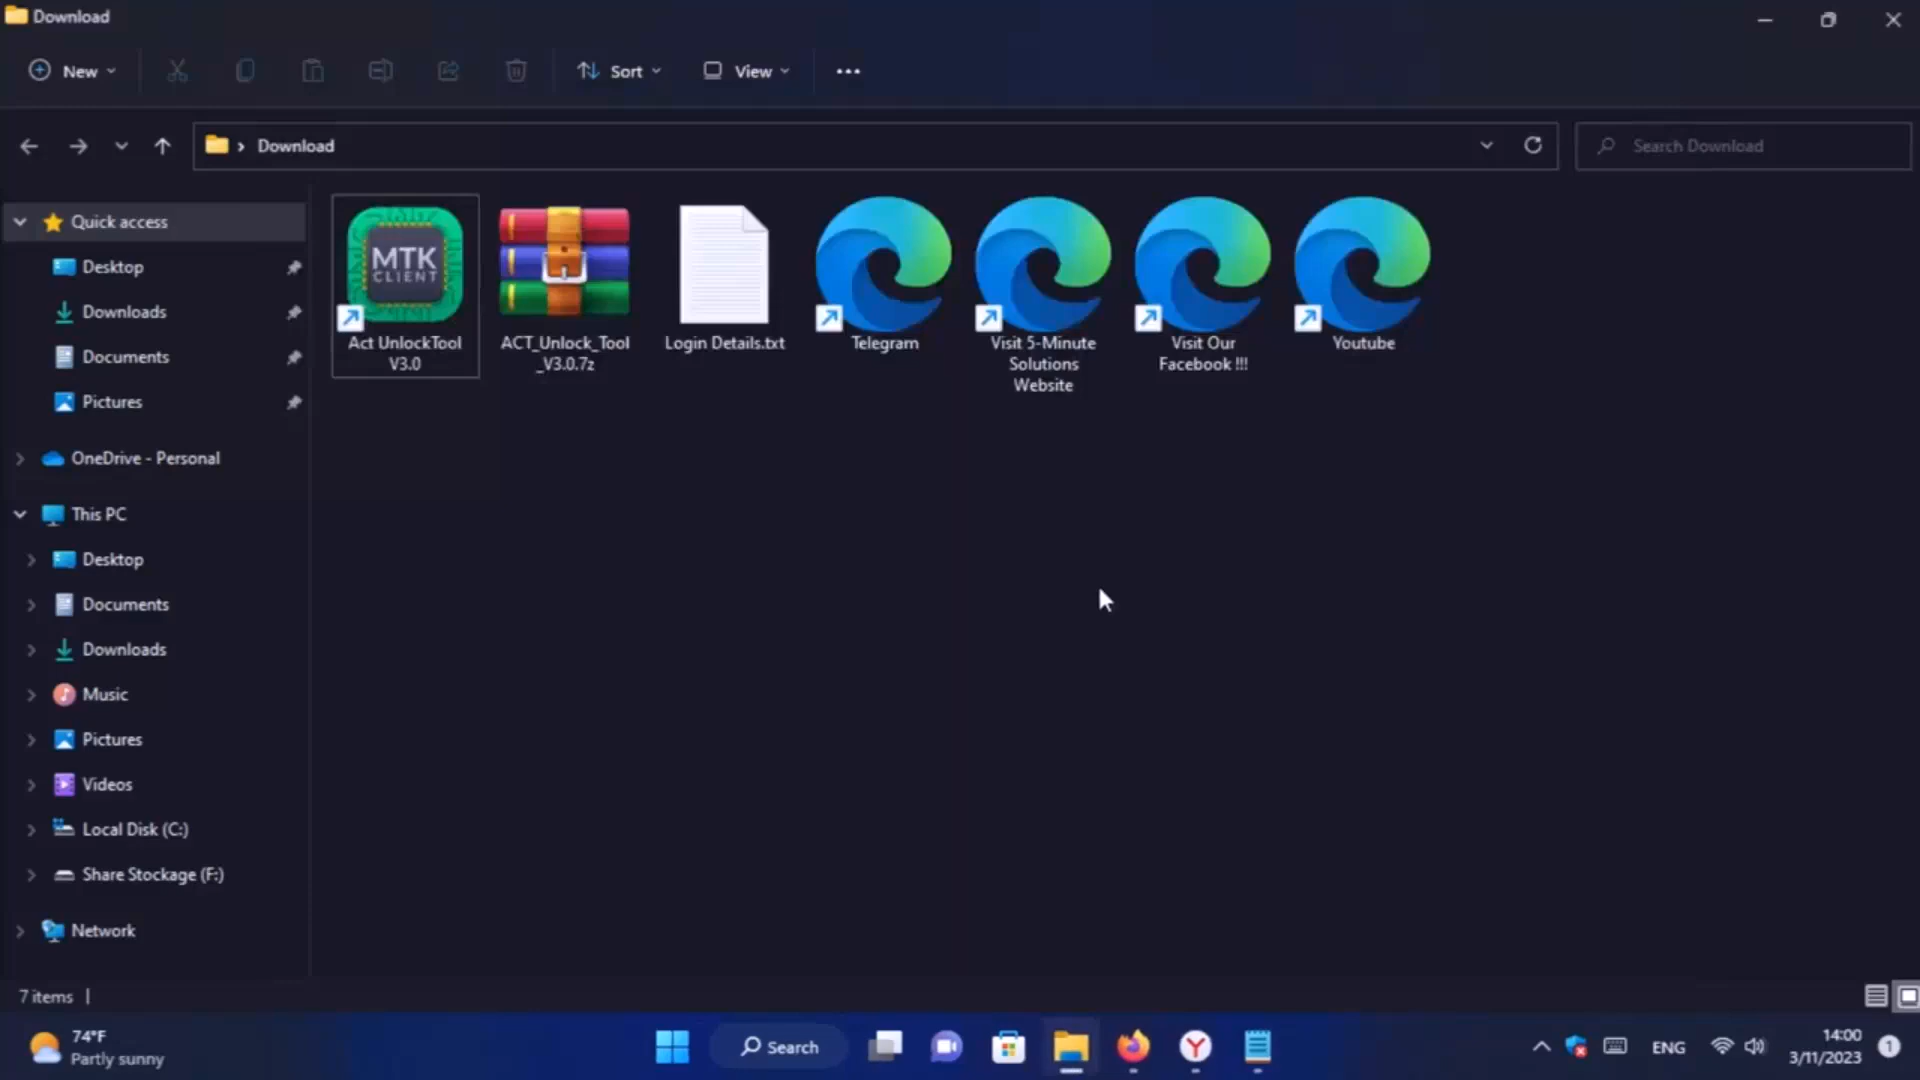 Download
New
Sort
View
Download
Search Download
Quick access
Desktop
Downloads
Documents
Pictures
OneDrive - Personal
This PC
Desktop
Documents
Downloads
Music
Pictures
Videos
Local Disk (C:)
Share Stockage (F:)
Network
MTK
CLIENT
Act UnlockTool
V3.0
ACT_Unlock_Tool
_V3.0.7z
Login Details.txt
Telegram
Visit 5-Minute
Solutions
Website
Visit Our
Facebook !!!
Youtube
7 items
74°F
Partly sunny
Search
Y
ENG
14:00
3/11/2023
1